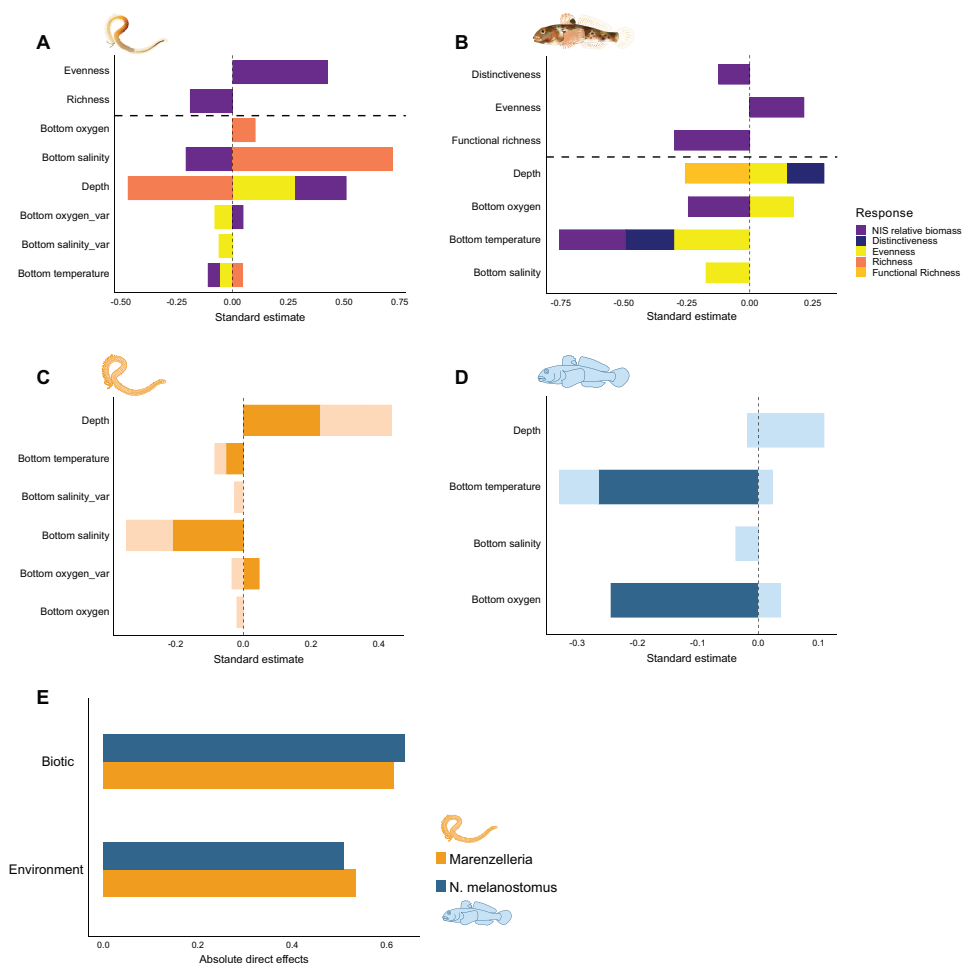 A
Evenness
Richness
Bottom oxygen
Bottom salinity
Depth
Bottom oxygen_var
Bottom salinity_var
Bottom temperature
-0.50 -0.25 0.00 0.25 0.50 0.75
Standard estimate
B
Distinctiveness
Evenness
Functional richness
Depth
Bottom oxygen
Bottom temperature
Bottom salinity
-0.75 -0.50 -0.25 0.00 0.25
Standard estimate
Response
NIS relative biomass
Distinctiveness
Evenness
Richness
Functional Richness
C
Depth
Bottom temperature
Bottom salinity_var
Bottom salinity
Bottom oxygen_var
Bottom oxygen
-0.2 0.0 0.2 0.4
Standard estimate
D
Depth
Bottom temperature
Bottom salinity
Bottom oxygen
-0.3 -0.2 -0.1 0.0 0.1
Standard estimate
E
Biotic
Environment
0.0 0.2 0.4 0.6
Absolute direct effects
Marenzelleria
N. melanostomus